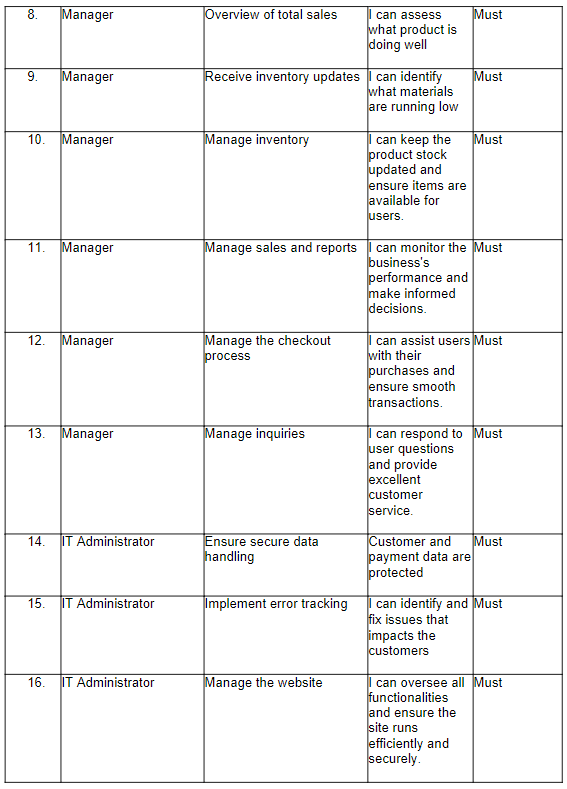 8. Manager Overview of total sales I can assess Must
what product is
doing well
9. Manager Receive inventory updates I can identify Must
what materials
are running low
10. Manager Manage inventory I can keep the Must
product stock
updated and
ensure items are
available for
users.
11. Manager Manage sales and reports I can monitor the Must
business's
performance and
make informed
decisions.
12. Manager Manage the checkout I can assist users Must
process with their
purchases and
ensure smooth
transactions.
13. Manager Manage inquiries I can respond to Must
user questions
and provide
excellent
customer
service.
14. IT Administrator Ensure secure data Customer and Must
handling payment data are
protected
15. IT Administrator Implement error tracking I can identify and Must
fix issues that
impacts the
customers
16. IT Administrator Manage the website I can oversee all Must
functionalities
and ensure the
site runs
efficiently and
securely.